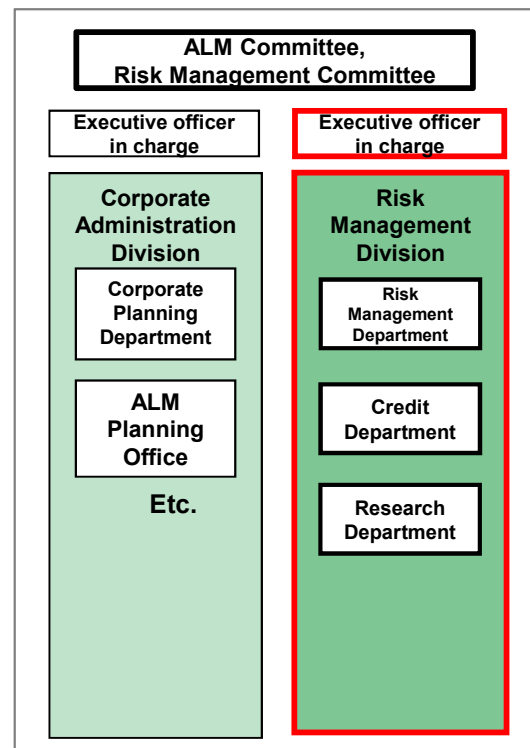 ALM Committee,
Risk Management Committee
Executive officer
in charge
Executive officer
in charge
Corporate
Administration
Division
Corporate
Planning
Department
ALM
Planning
Office
Etc.
Risk
Management
Division
Risk
Management
Department
Credit
Department
Research
Department